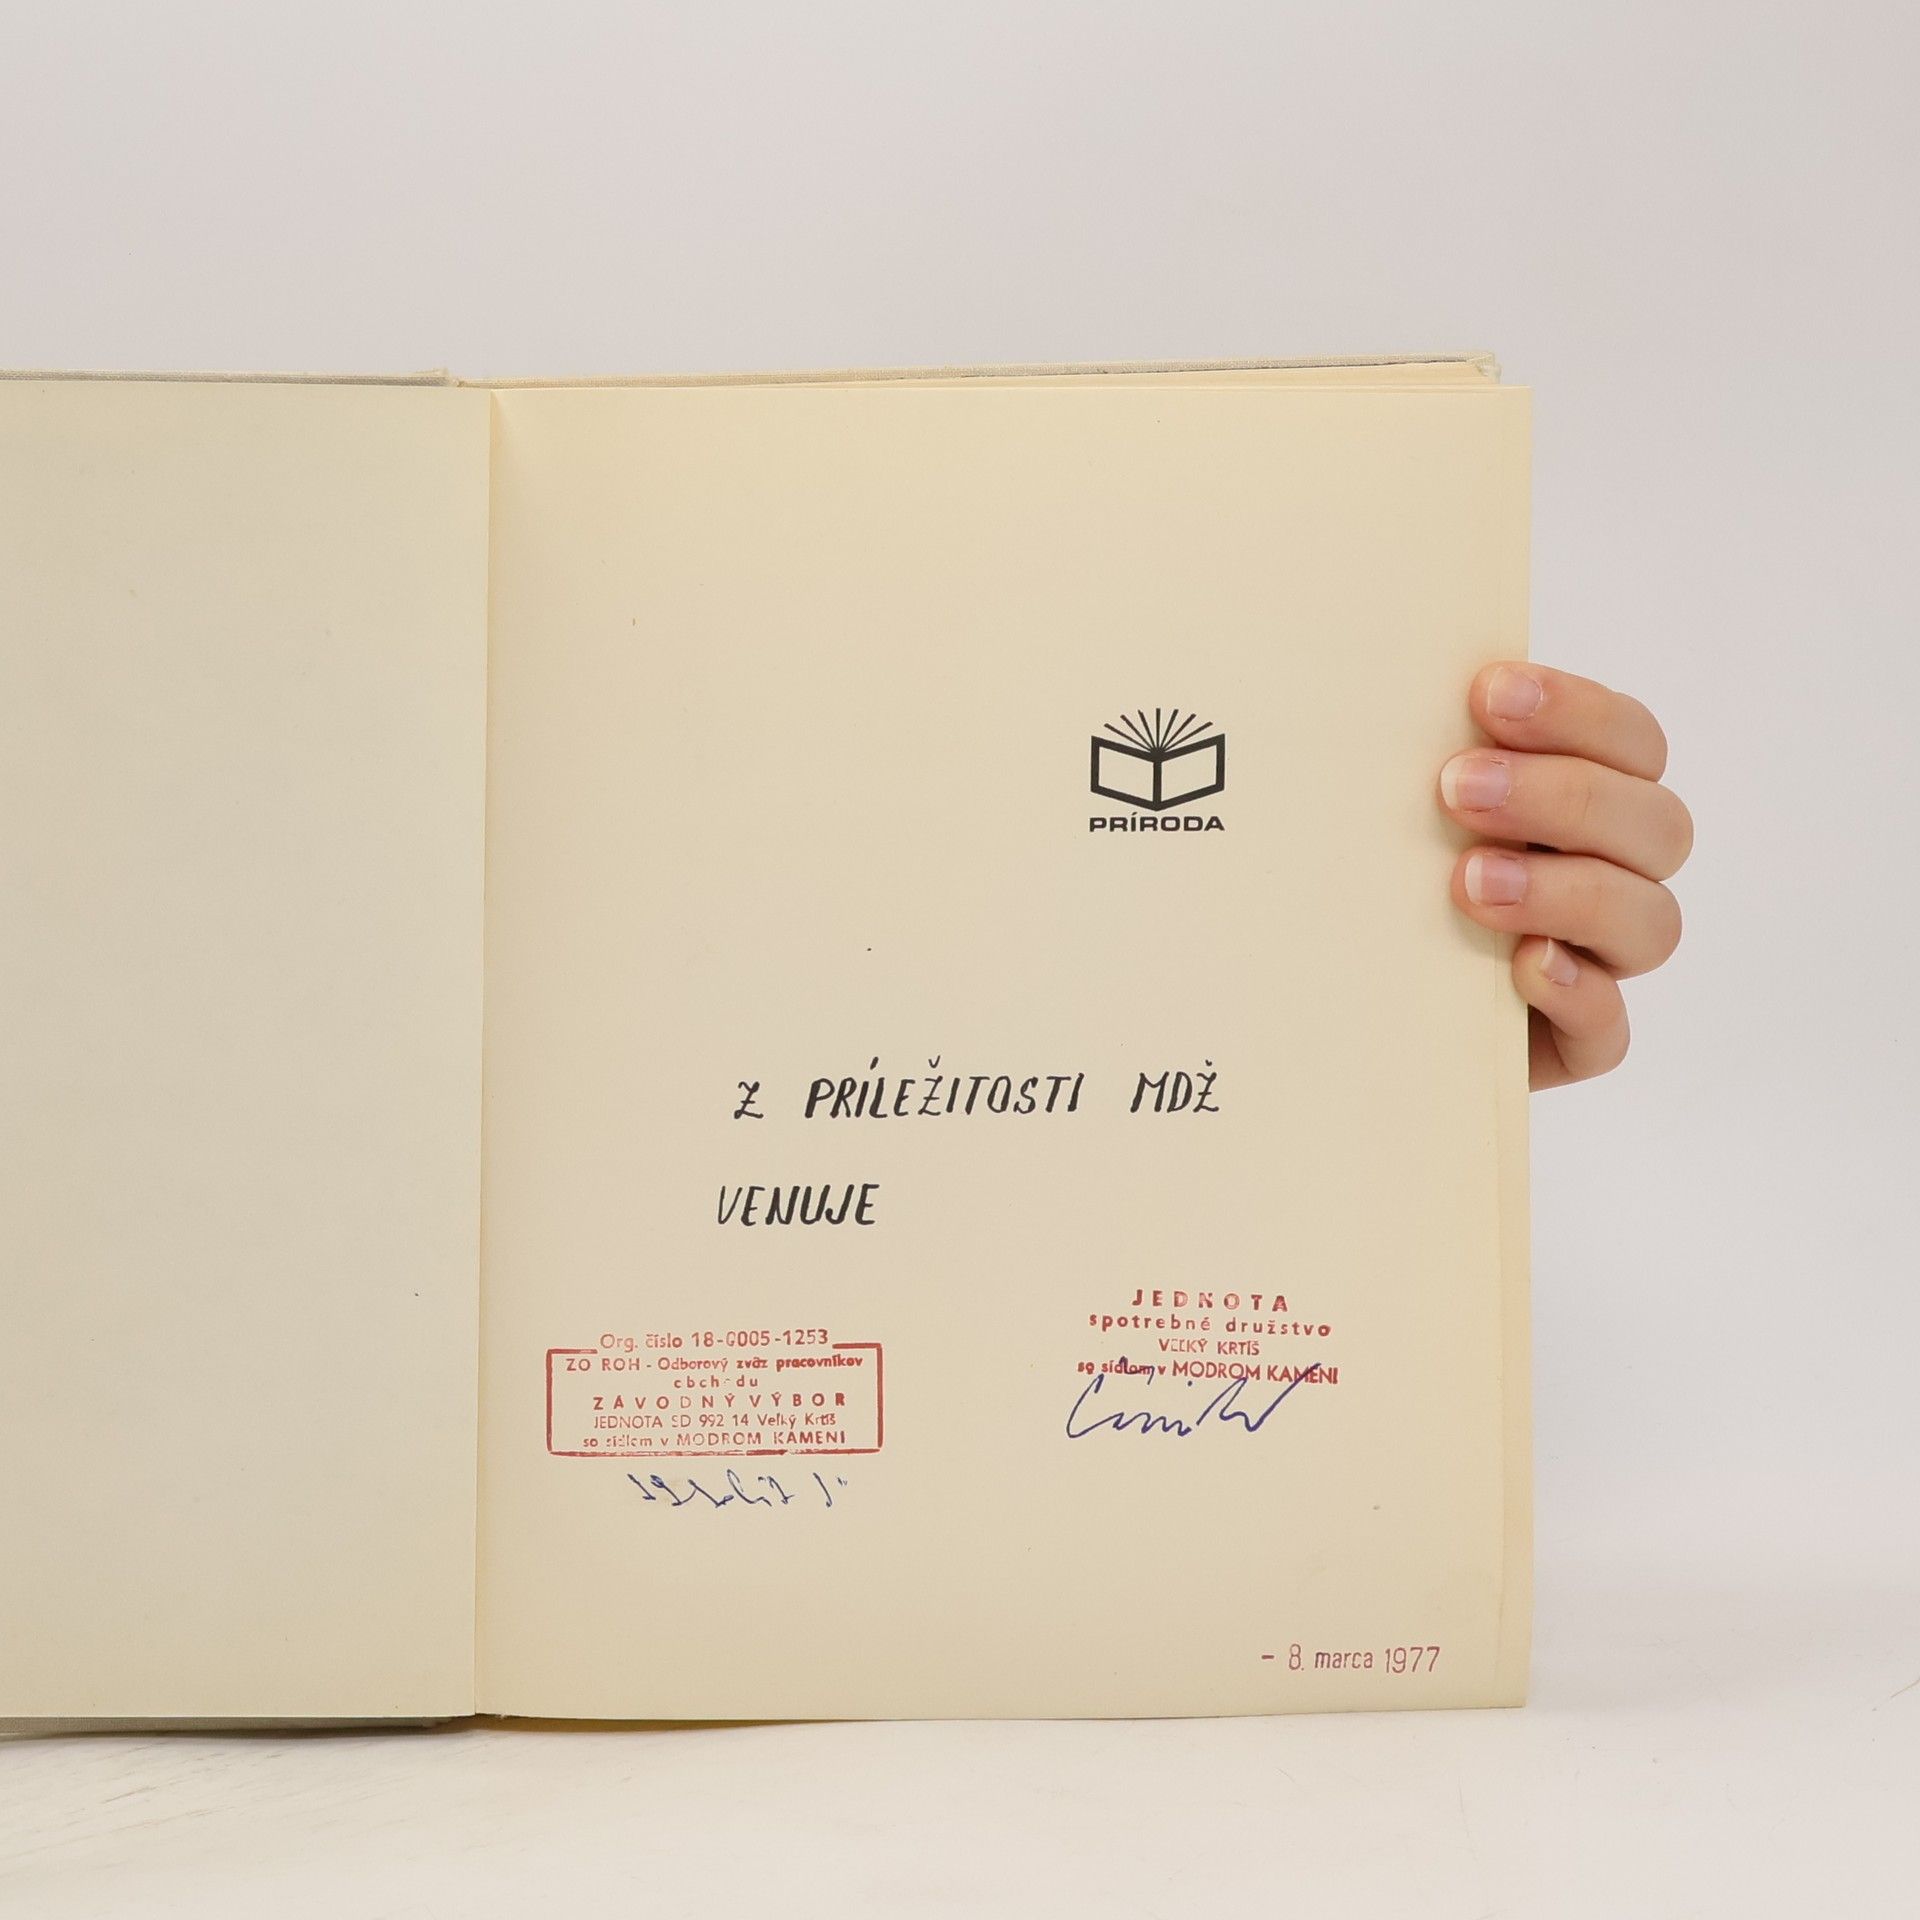 PRÍRODA
Z PRÍLEŽITOSTI MDŽ
VENUJE
Org. číslo 18-0005-1253
ZO ROH - Odborový zväz pracovníkov
obchodu
ZÁVODNÝ VÝBOR
JEDNOTA SD 992 14 Veľký Krtíš
so sídlom v MODROM KAMENI
JEDNOTA
spotrebné družstvo
VEĽKÝ KRTÍŠ
so sídlom v MODROM KAMENI
- 8. marca 1977